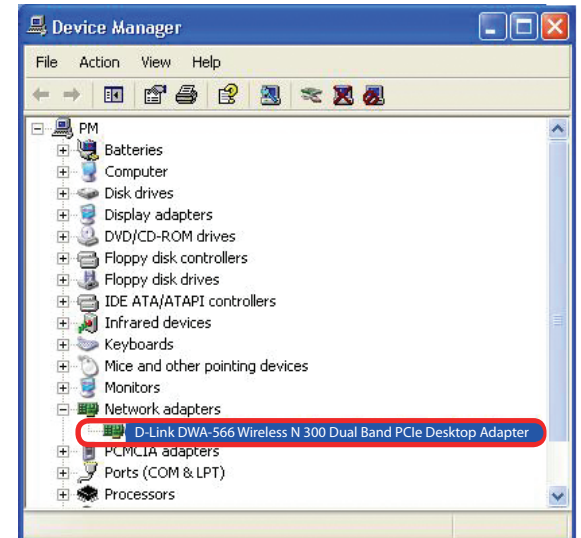 Device Manager
File Action View Help
PM
Batteries
Computer
Disk drives
Display adapters
DVD/CD-ROM drives
Floppy disk controllers
Floppy disk drives
IDE ATA/ATAPI controllers
Infrared devices
Keyboards
Mice and other pointing devices
Monitors
Network adapters
D-Link DWA-566 Wireless N 300 Dual Band PCIe Desktop Adapter
PCMCIA adapters
Ports (COM & LPT)
Processors